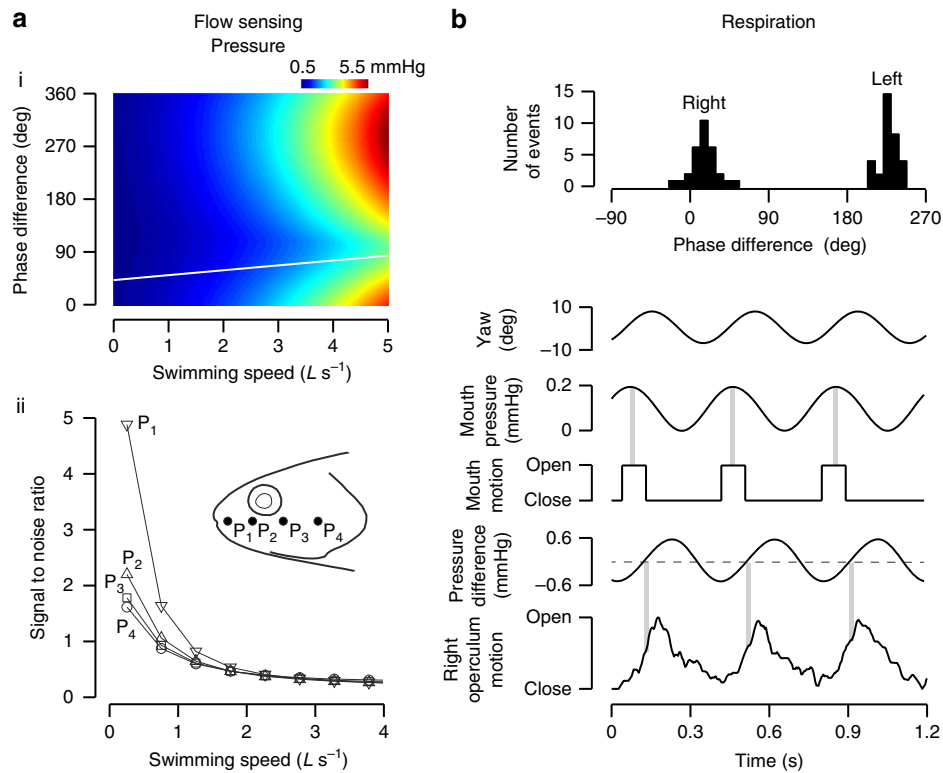 a
Flow sensing
Pressure
0.5 5.5 mmHg
i
Phase difference (deg)
360
270
180
90
0
0 1 2 3 4 5
Swimming speed (L s⁻¹)
ii
Signal to noise ratio
5
4
3
2
1
0
P₁
P₂
P₃
P₄
P₁ P₂ P₃ P₄
0 1 2 3 4
Swimming speed (L s⁻¹)
b
Respiration
Number
of events
15
10
5
0
Right
Left
−90 0 90 180 270
Phase difference (deg)
Yaw
(deg)
10
−10
Mouth
pressure
(mmHg)
0.2
0
Mouth
motion
Open
Close
Pressure
difference
(mmHg)
0.6
−0.6
Right
operculum
motion
Open
Close
0 0.3 0.6 0.9 1.2
Time (s)